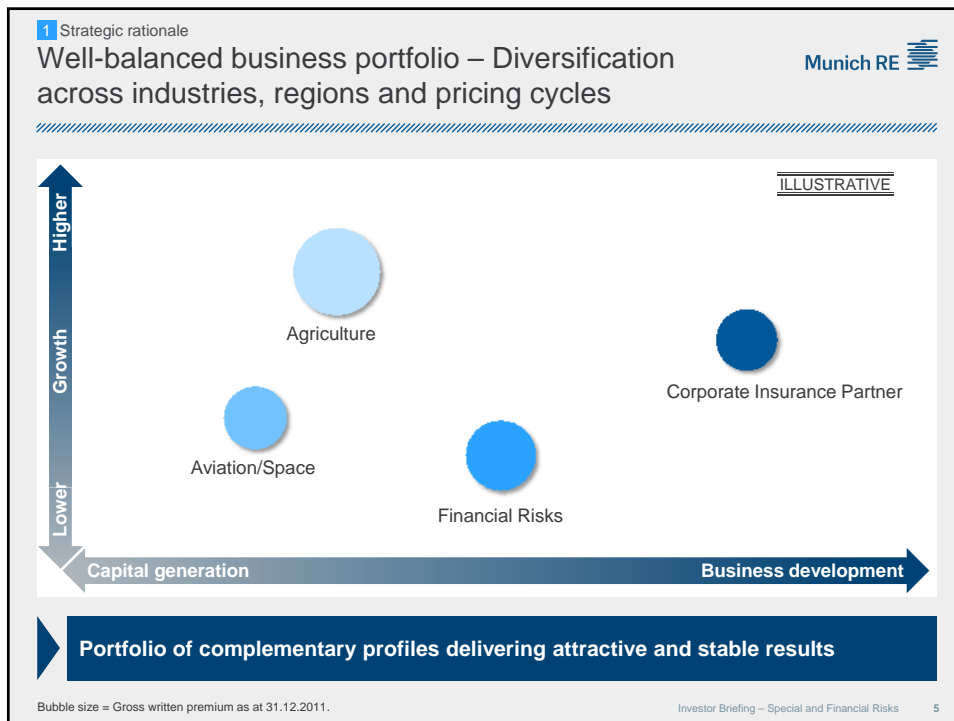 1 Strategic rationale
Well-balanced business portfolio – Diversification
across industries, regions and pricing cycles
Munich RE
ILLUSTRATIVE
Higher
Growth
Lower
Agriculture
Corporate Insurance Partner
Aviation/Space
Financial Risks
Capital generation
Business development
Portfolio of complementary profiles delivering attractive and stable results
Bubble size = Gross written premium as at 31.12.2011.
Investor Briefing – Special and Financial Risks 5